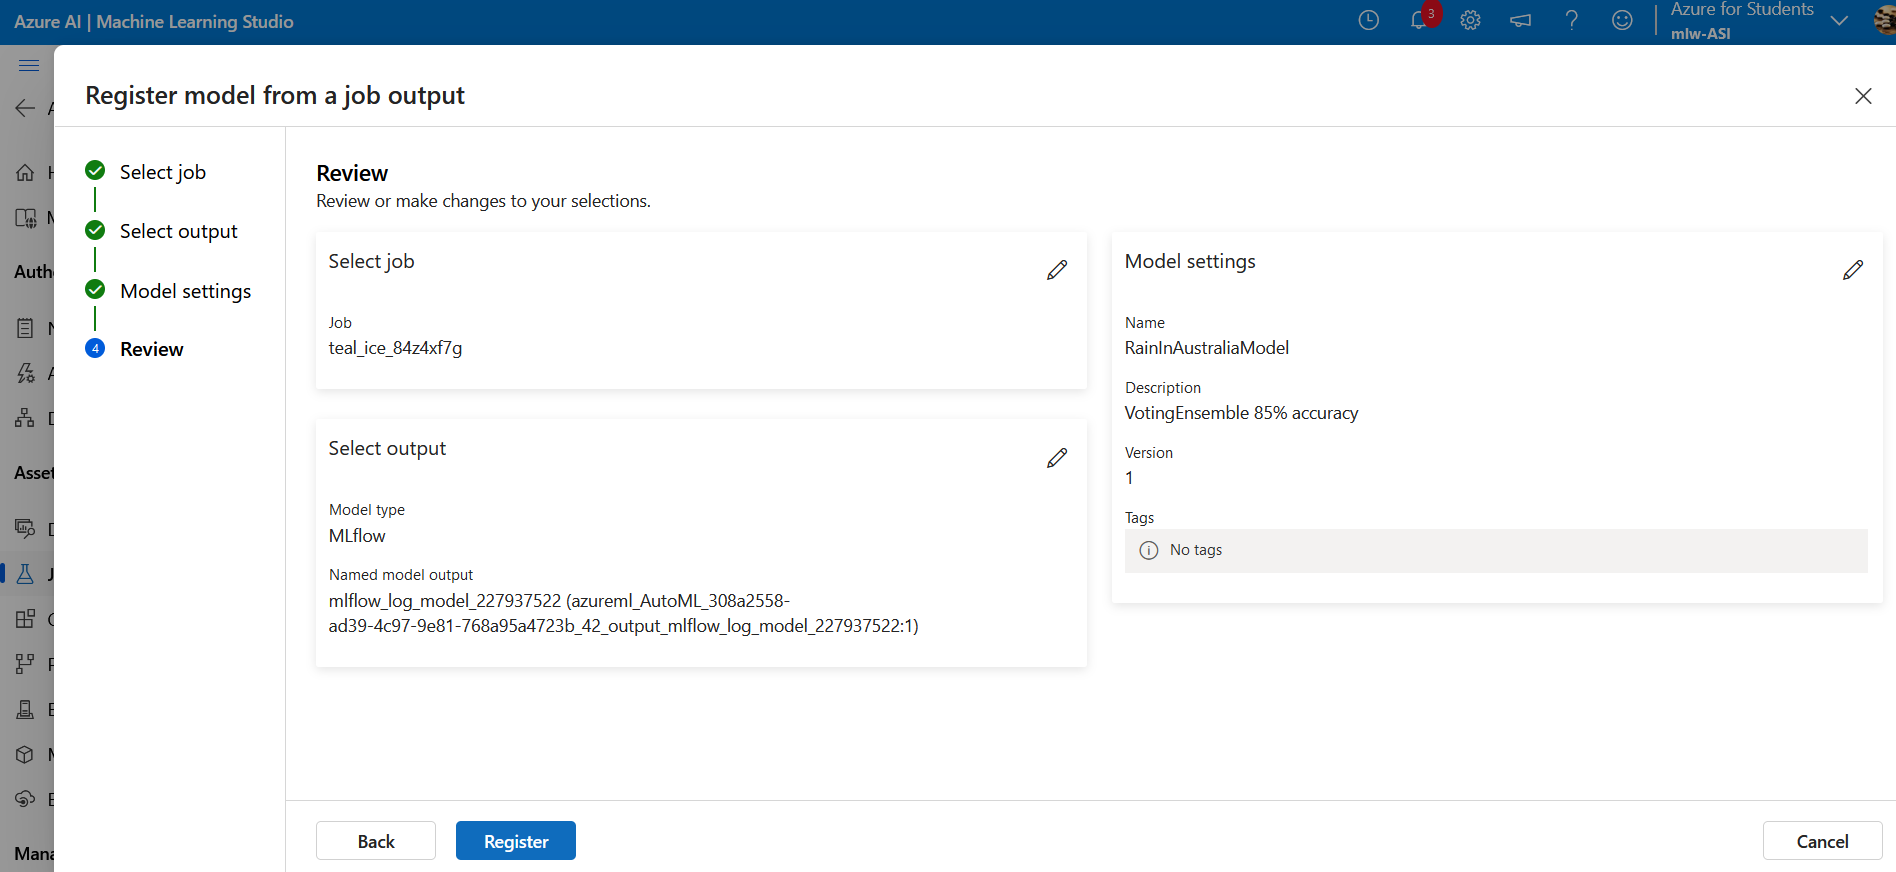 Azure AI | Machine Learning Studio
3
Azure for Students
mlw-ASI
Register model from a job output
Select job
Select output
Model settings
4
Review
Review
Review or make changes to your selections.
Select job
Job
teal_ice_84z4xf7g
Select output
Model type
MLflow
Named model output
mlflow_log_model_227937522 (azureml_AutoML_308a2558-
ad39-4c97-9e81-768a95a4723b_42_output_mlflow_log_model_227937522:1)
Model settings
Name
RainInAustraliaModel
Description
VotingEnsemble 85% accuracy
Version
1
Tags
No tags
Back
Register
Cancel